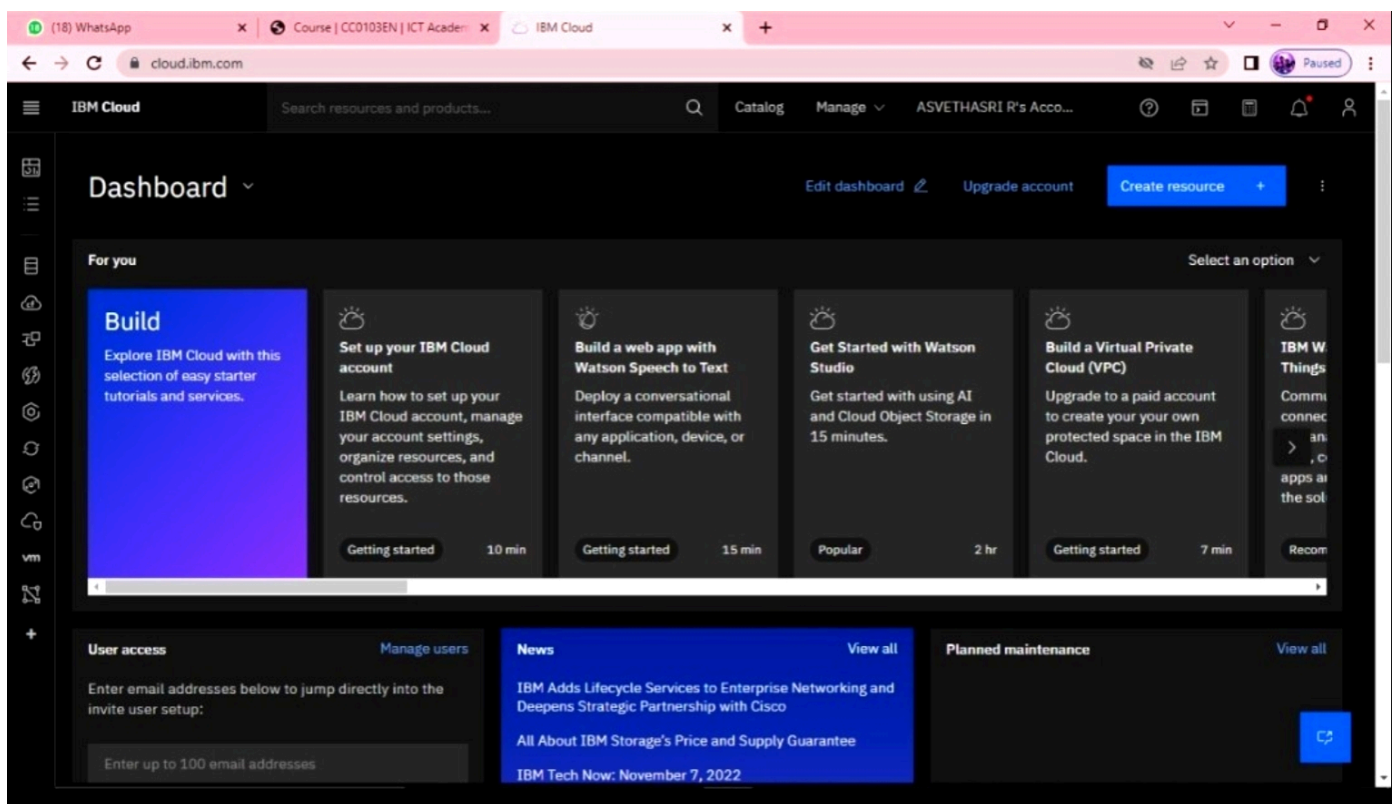 (18) WhatsApp
Course | CC0103EN | ICT Academ
IBM Cloud
cloud.ibm.com
Paused
IBM Cloud
Search resources and products...
Catalog
Manage
ASVETHASRI R's Acco...
Dashboard
Edit dashboard
Upgrade account
Create resource +
For you
Select an option
Build
Explore IBM Cloud with this
selection of easy starter
tutorials and services.
Set up your IBM Cloud
account
Learn how to set up your
IBM Cloud account, manage
your account settings,
organize resources, and
control access to those
resources.
Getting started
10 min
Build a web app with
Watson Speech to Text
Deploy a conversational
interface compatible with
any application, device, or
channel.
Getting started
15 min
Get Started with Watson
Studio
Get started with using AI
and Cloud Object Storage in
15 minutes.
Popular
2 hr
Build a Virtual Private
Cloud (VPC)
Upgrade to a paid account
to create your your own
protected space in the IBM
Cloud.
Getting started
7 min
IBM W
Things
Commu
connec
ana
, c
apps a
the sol
Recom
vm
User access
Manage users
Enter email addresses below to jump directly into the
invite user setup:
Enter up to 100 email addresses
News
View all
IBM Adds Lifecycle Services to Enterprise Networking and
Deepens Strategic Partnership with Cisco
All About IBM Storage's Price and Supply Guarantee
IBM Tech Now: November 7, 2022
Planned maintenance
View all